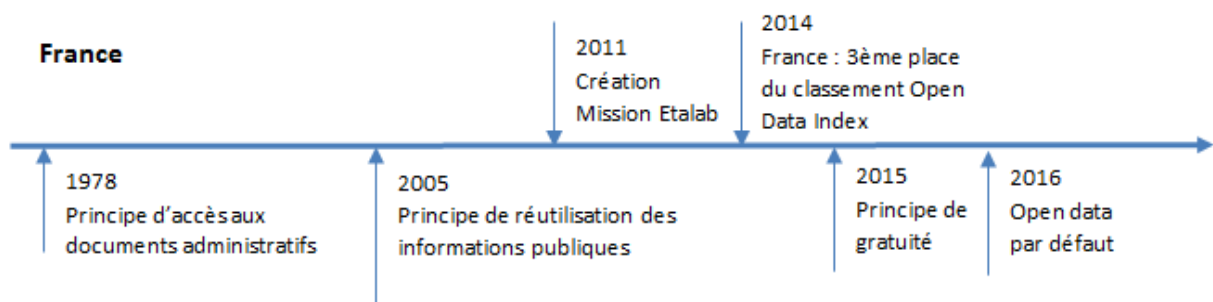 France
2011
Création
Mission Etalab
2014
France : 3ème place
du classement Open
Data Index
1978
Principe d'accès aux
documents administratifs
2005
Principe de réutilisation des
informations publiques
2015
Principe de
gratuité
2016
Open data
par défaut